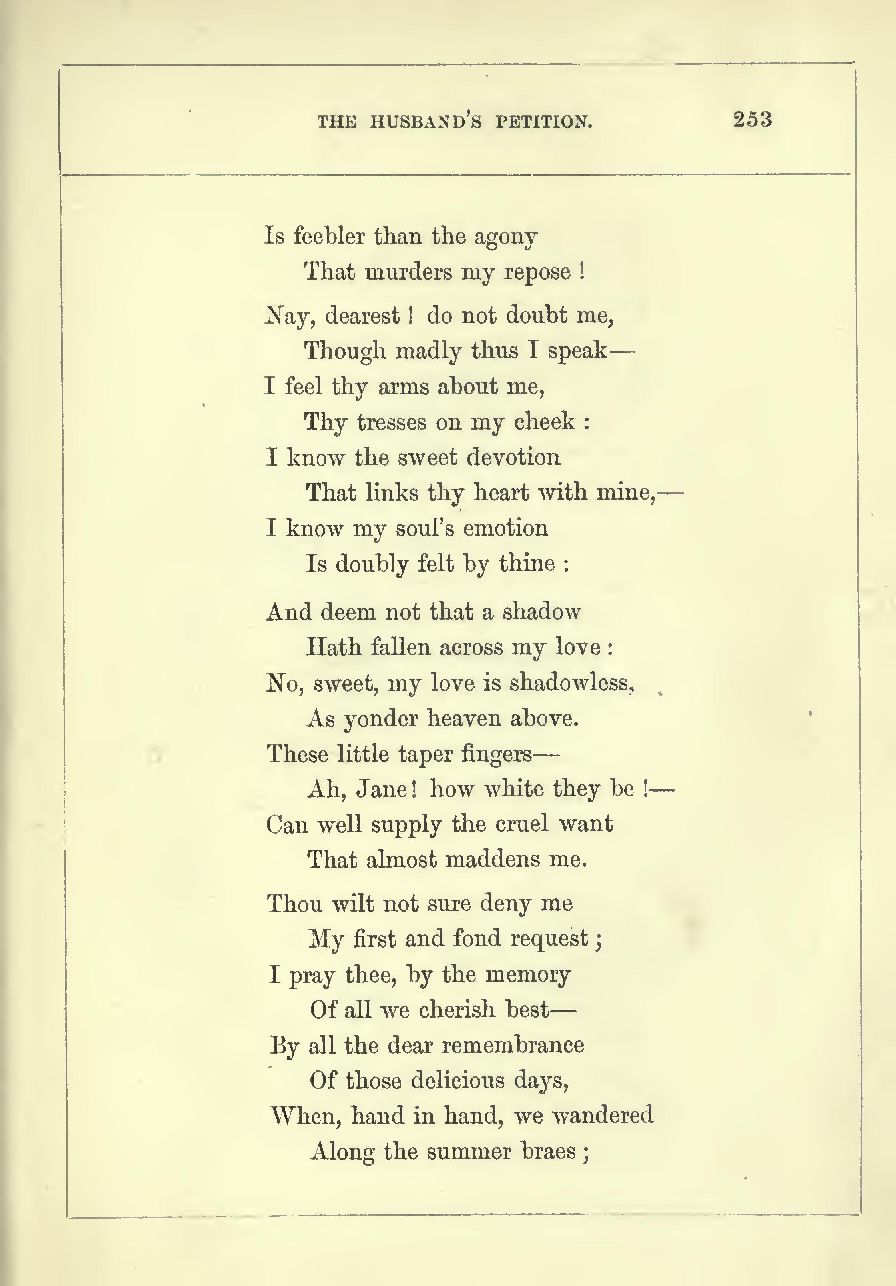 THE HUSBAND'S PETITION. 253
Is feebler than the agony
That murders my repose !
Nay, dearest ! do not doubt me,
Though madly thus I speak—
I feel thy arms about me,
Thy tresses on my cheek :
I know the sweet devotion
That links thy heart with mine,—
I know my soul's emotion
Is doubly felt by thine :
And deem not that a shadow
Hath fallen across my love :
No, sweet, my love is shadowless,
As yonder heaven above.
These little taper fingers—
Ah, Jane! how white they be !—
Can well supply the cruel want
That almost maddens me.
Thou wilt not sure deny me
My first and fond request ;
I pray thee, by the memory
Of all we cherish best—
By all the dear remembrance
Of those delicious days,
When, hand in hand, we wandered
Along the summer braes ;